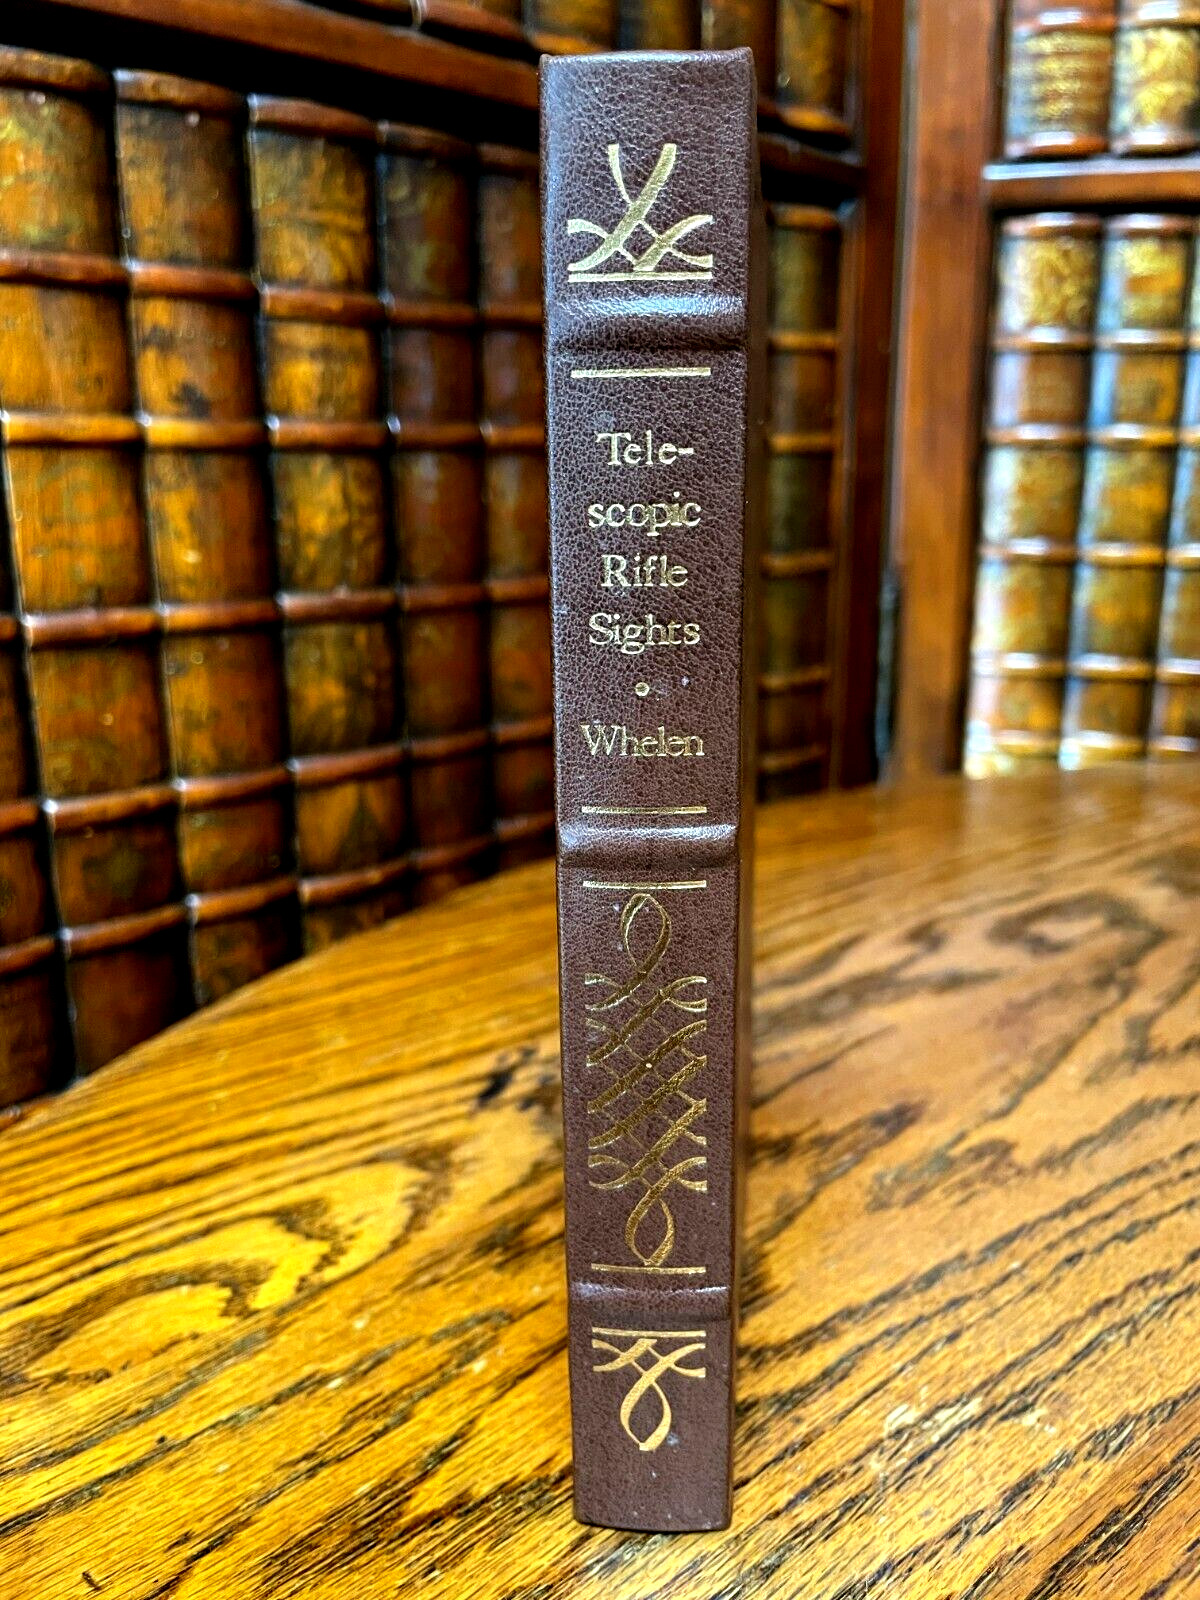 Tele-
scopic
Rifle
Sights
•
Whelen